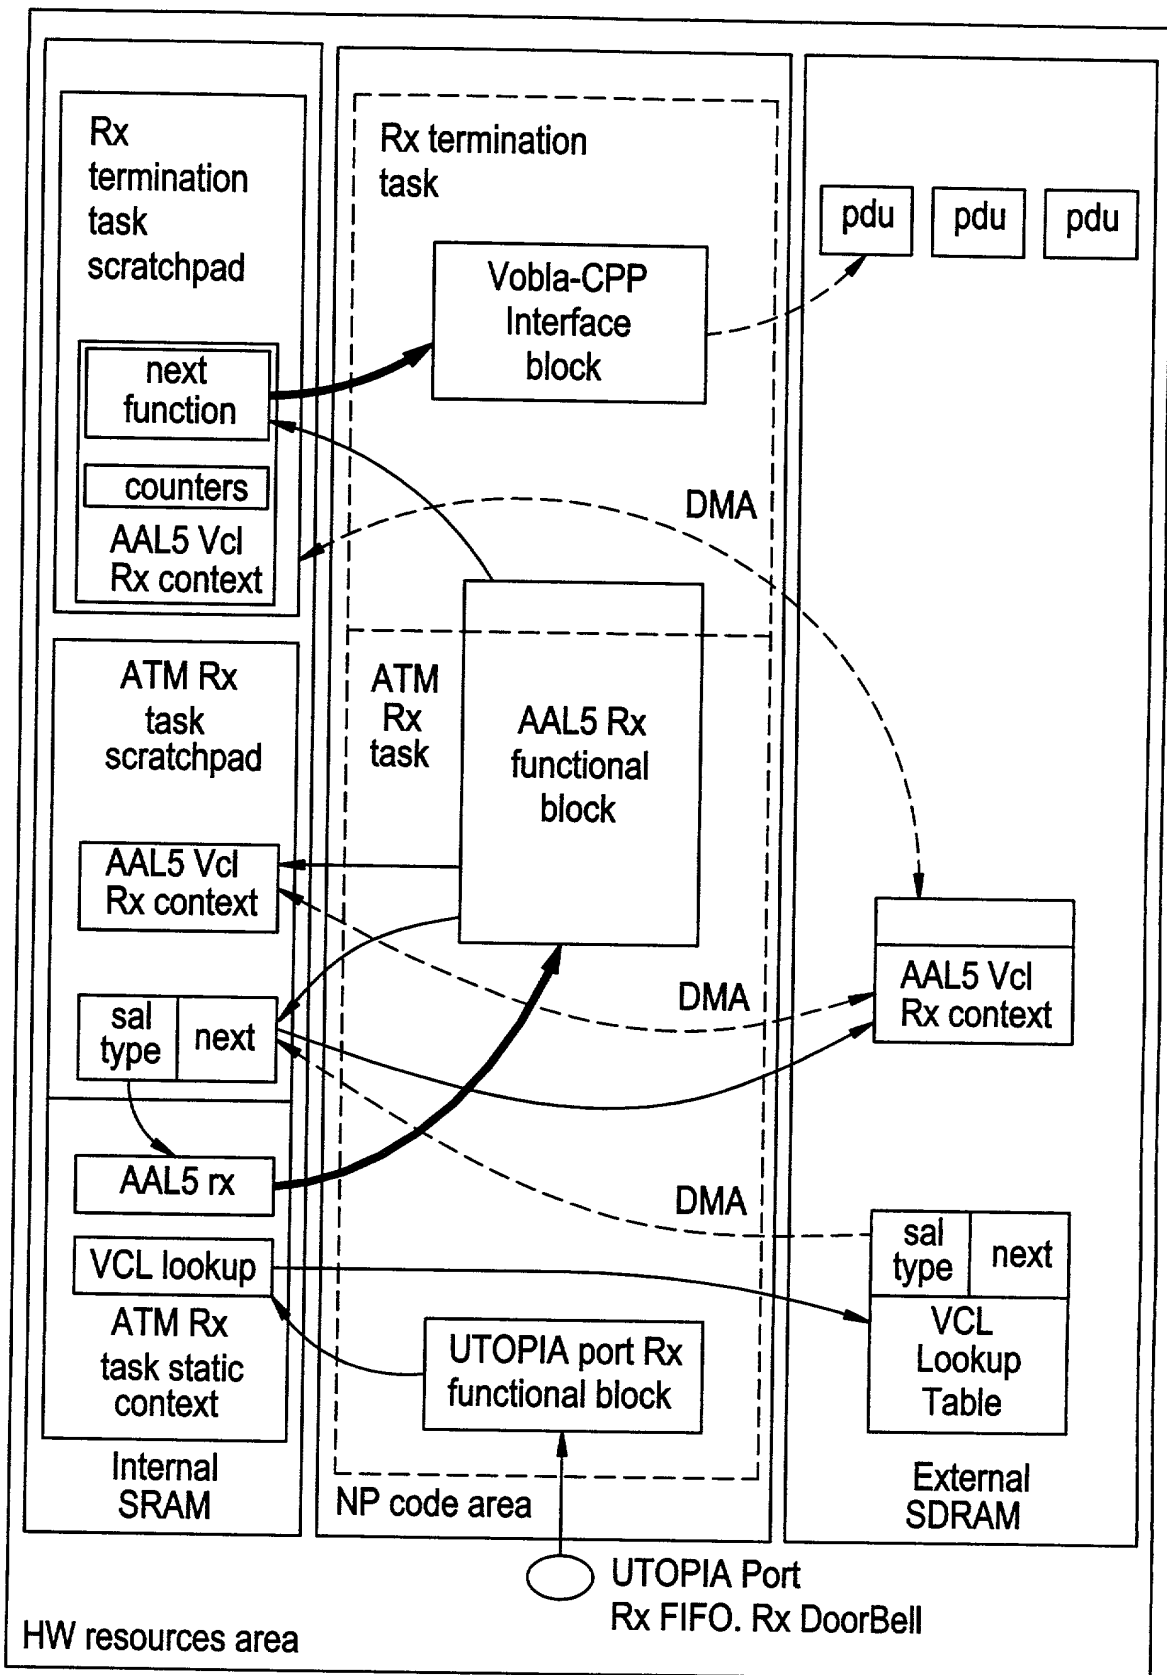 Rx
termination
task
scratchpad
next
function
counters
AAL5 Vcl
Rx context
ATM Rx
task
scratchpad
AAL5 Vcl
Rx context
sal
type
next
AAL5 rx
VCL lookup
ATM Rx
task static
context
Internal
SRAM
Rx termination
task
Vobla-CPP
Interface
block
DMA
ATM
Rx
task
AAL5 Rx
functional
block
DMA
DMA
UTOPIA port Rx
functional block
NP code area
pdu
pdu
pdu
AAL5 Vcl
Rx context
sal
type
next
VCL
Lookup
Table
External
SDRAM
UTOPIA Port
Rx FIFO. Rx DoorBell
HW resources area